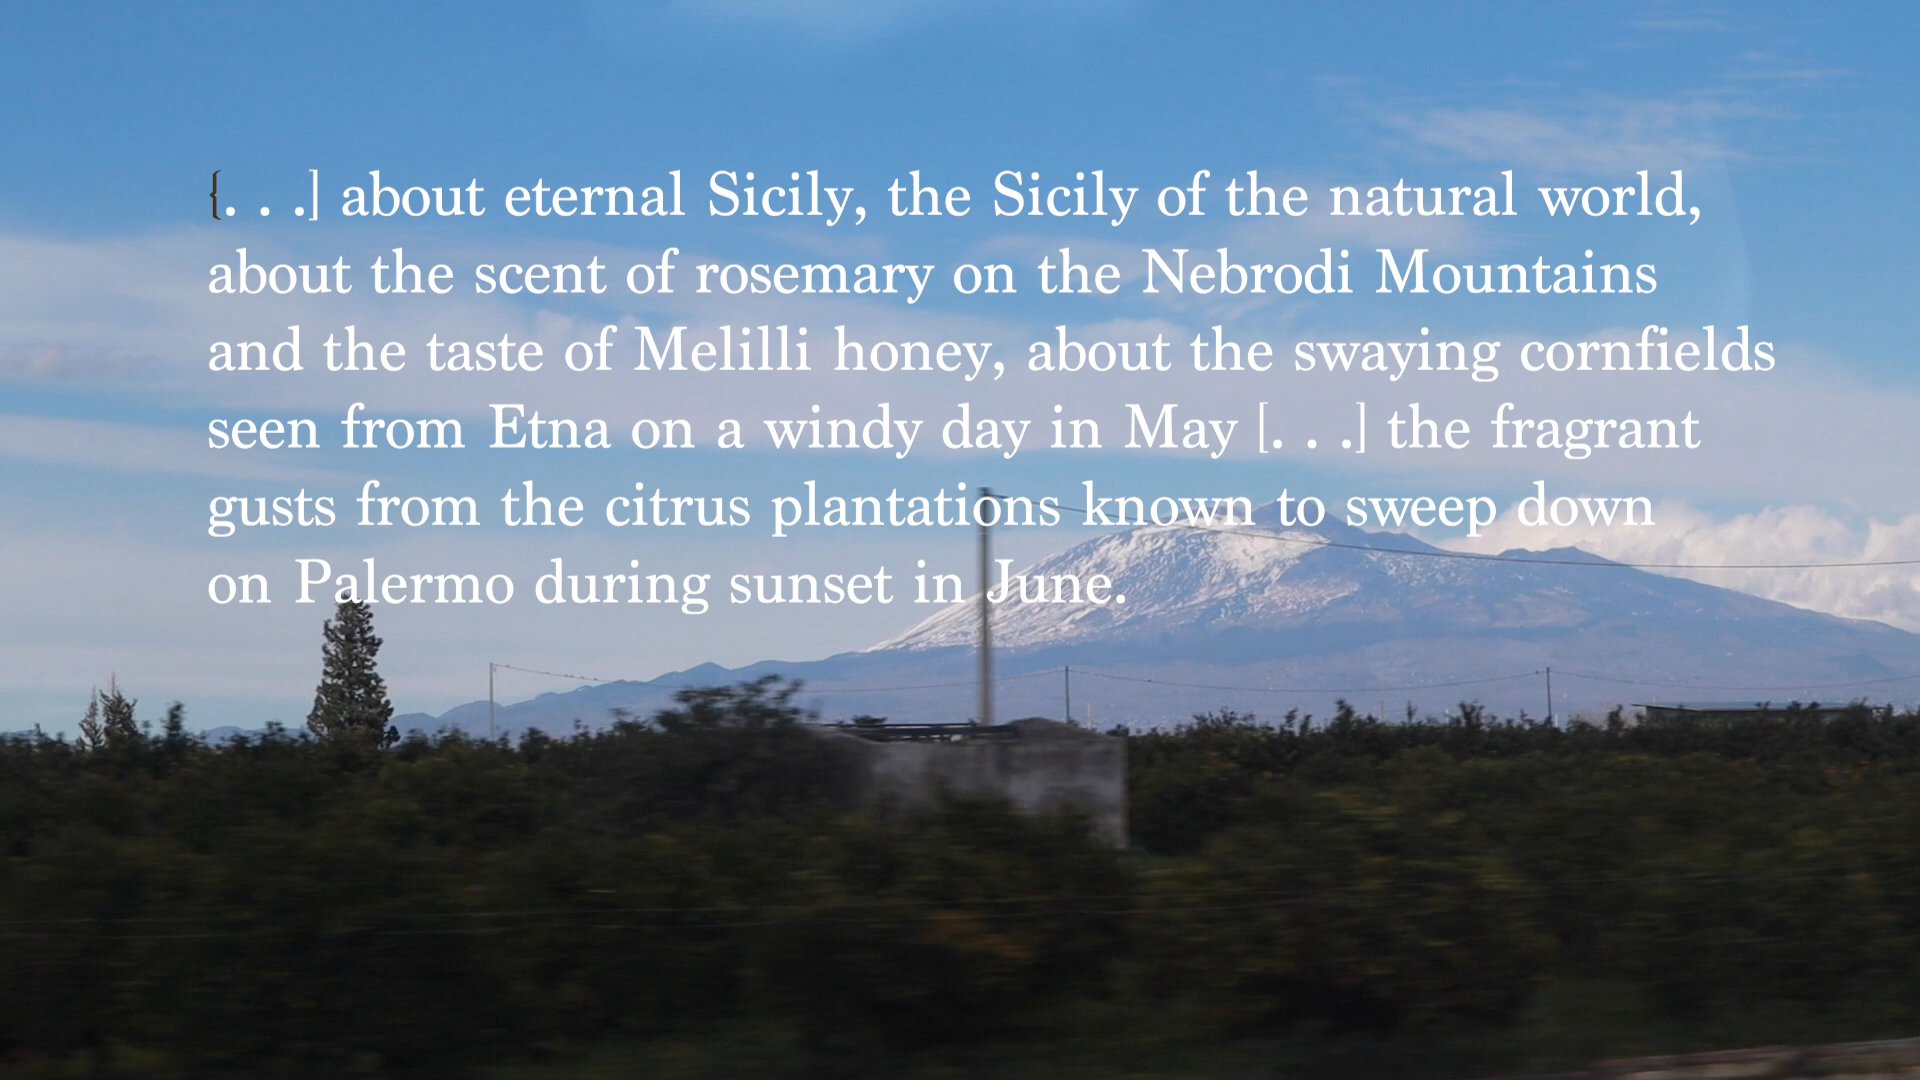 {. . .] about eternal Sicily, the Sicily of the natural world,
about the scent of rosemary on the Nebrodi Mountains
and the taste of Melilli honey, about the swaying cornfields
seen from Etna on a windy day in May [. . .] the fragrant
gusts from the citrus plantations known to sweep down
on Palermo during sunset in June.